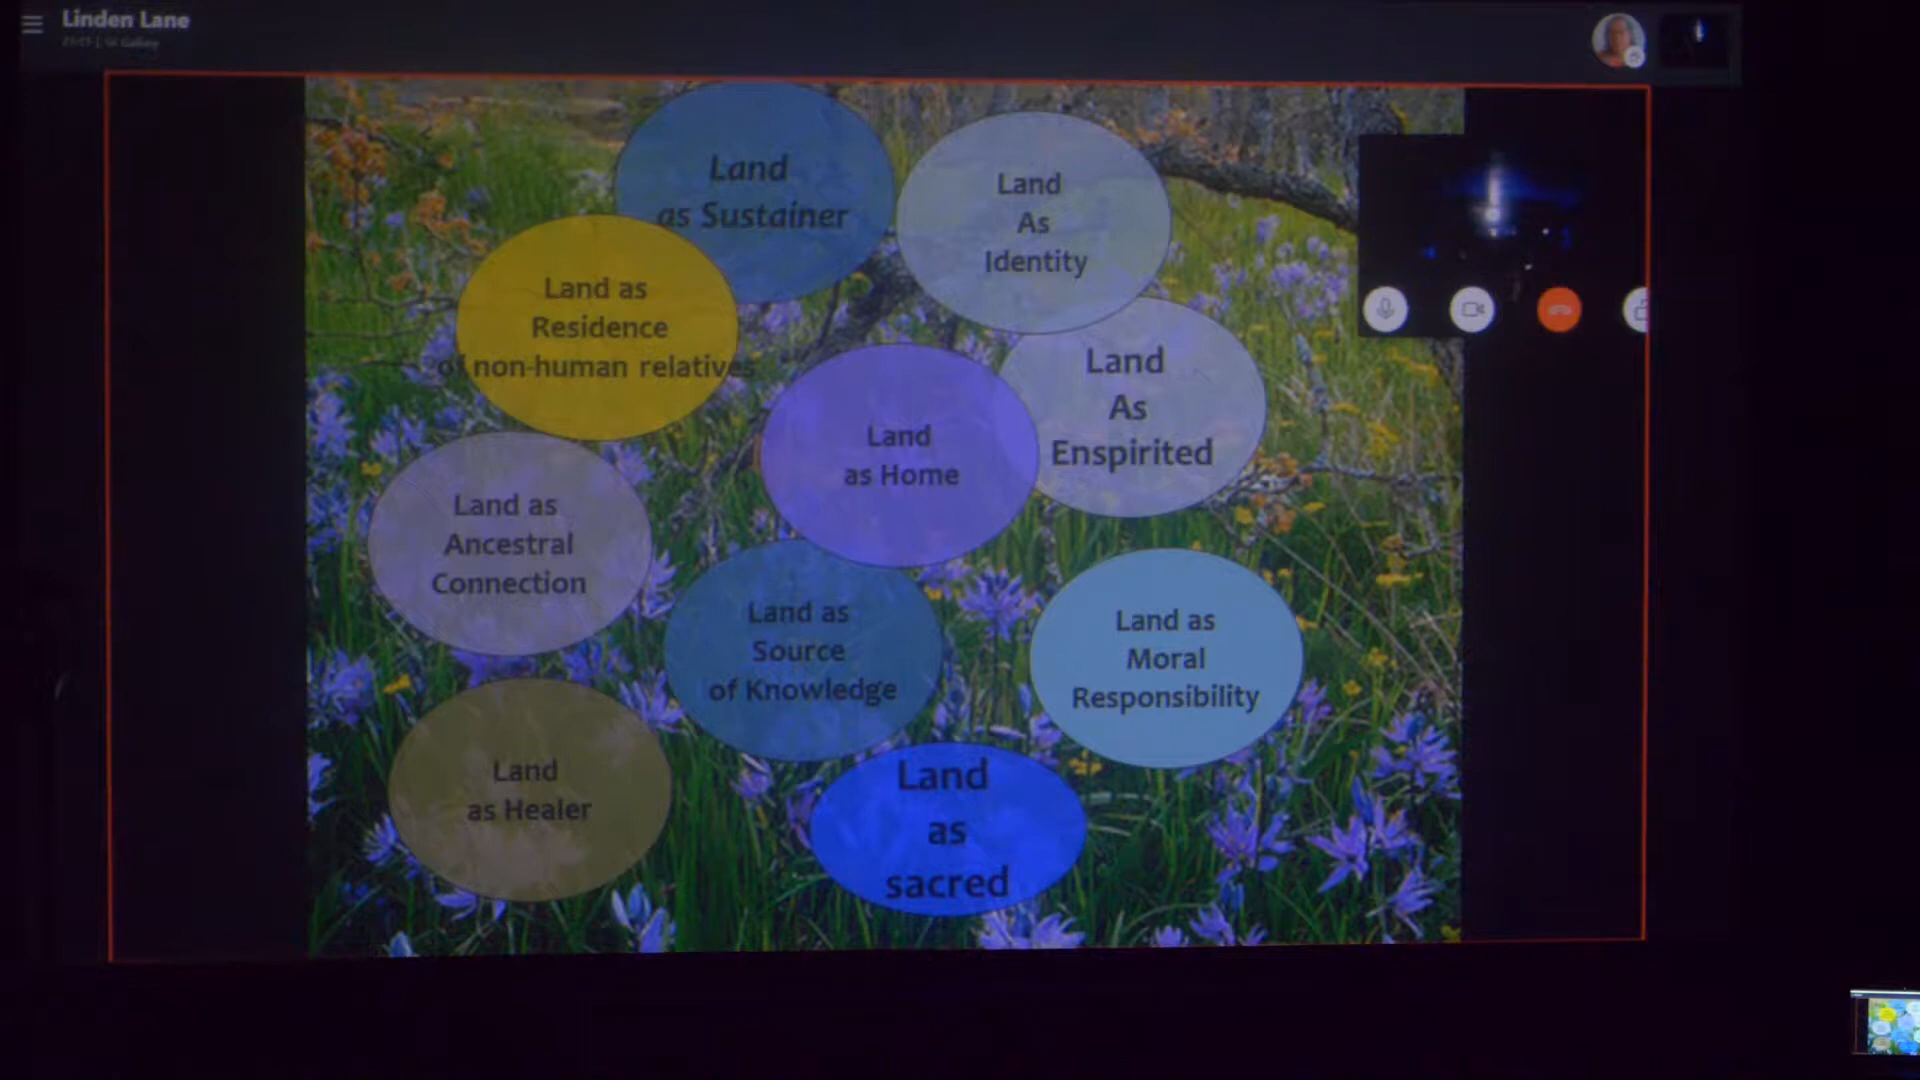 Linden Lane
Land
as Sustainer
Land
As
Identity
Land as
Residence
of non-human relatives
Land
As
Enspirited
Land
as Home
Land as
Ancestral
Connection
Land as
Source
of Knowledge
Land as
Moral
Responsibility
Land
as Healer
Land
as
sacred